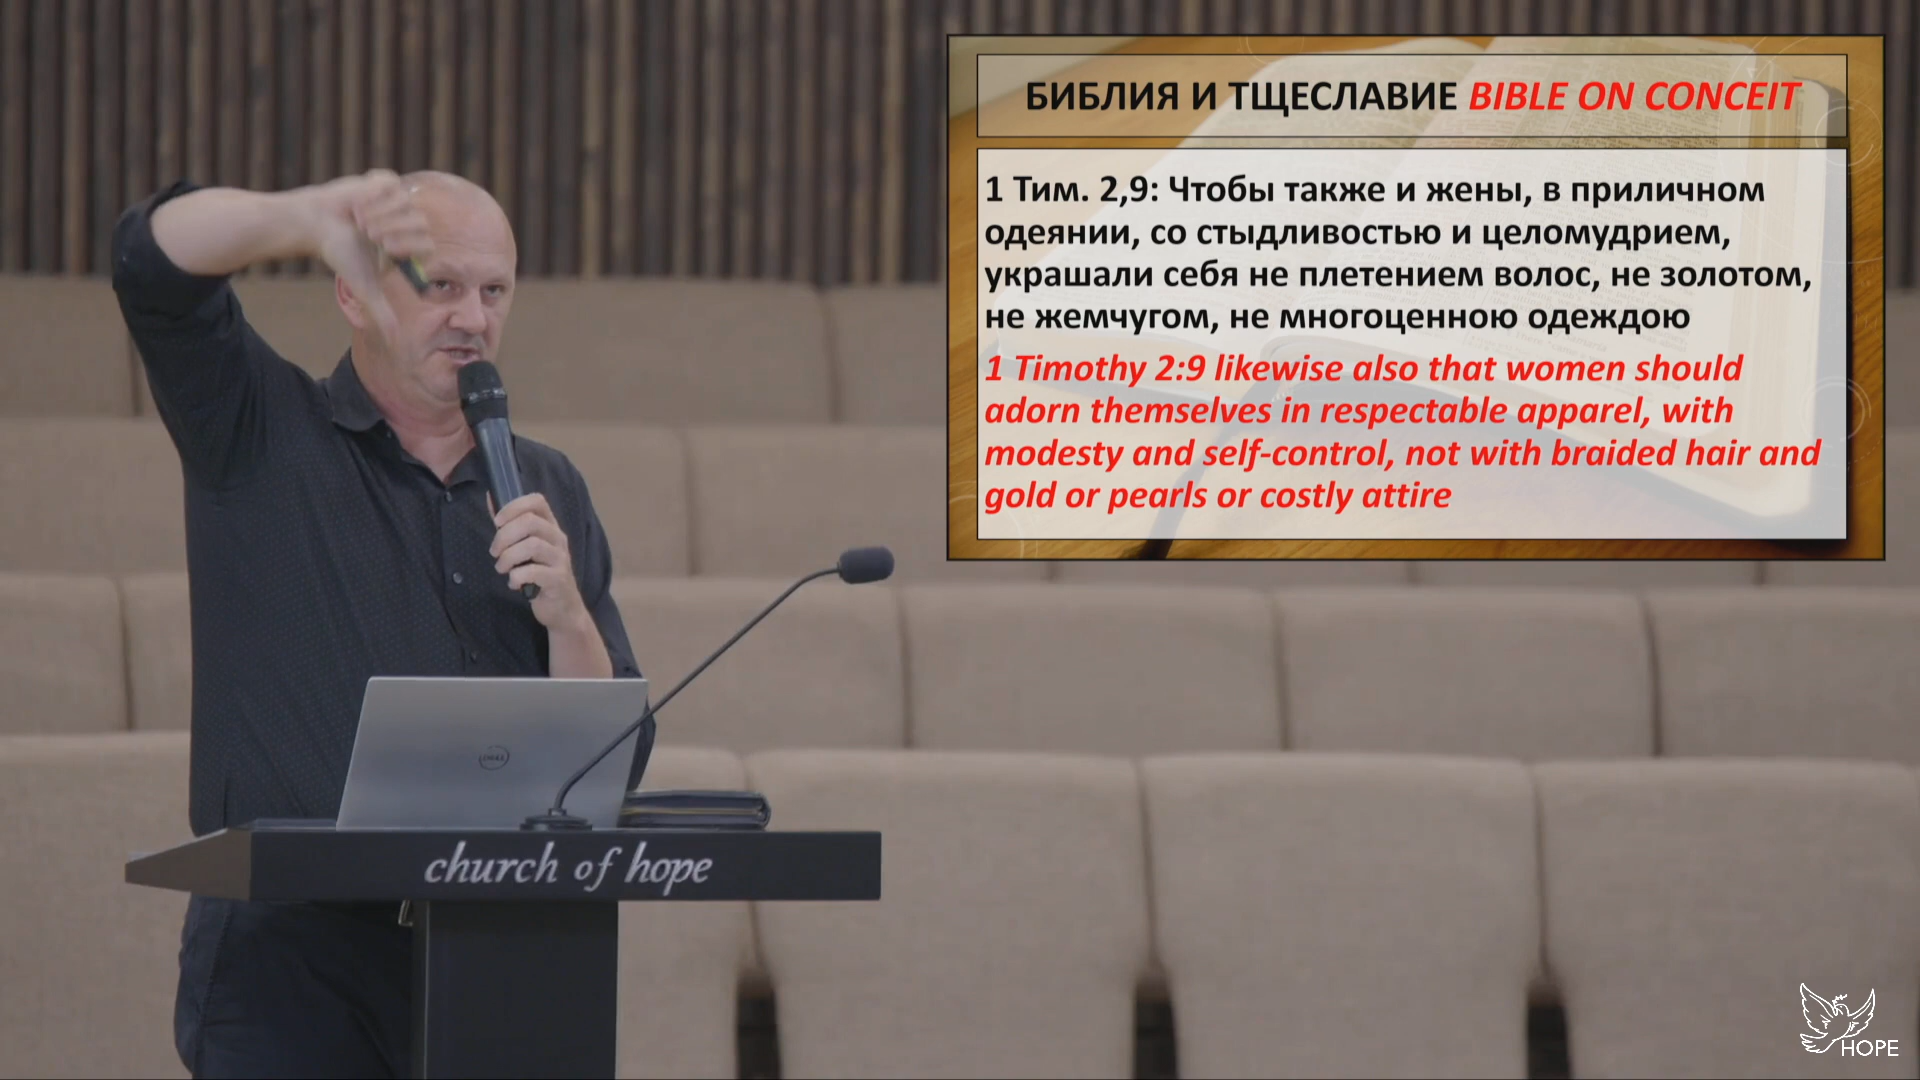 БИБЛИЯ И ТЩЕСЛАВИЕ BIBLE ON CONCEIT
1 Тим. 2,9: Чтобы также и жены, в приличном
одеянии, со стыдливостью и целомудрием,
украшали себя не плетением волос, не золотом,
не жемчугом, не многоценною одеждою
1 Timothy 2:9 likewise also that women should
adorn themselves in respectable apparel, with
modesty and self-control, not with braided hair and
gold or pearls or costly attire
DELL
church of hope
HOPE